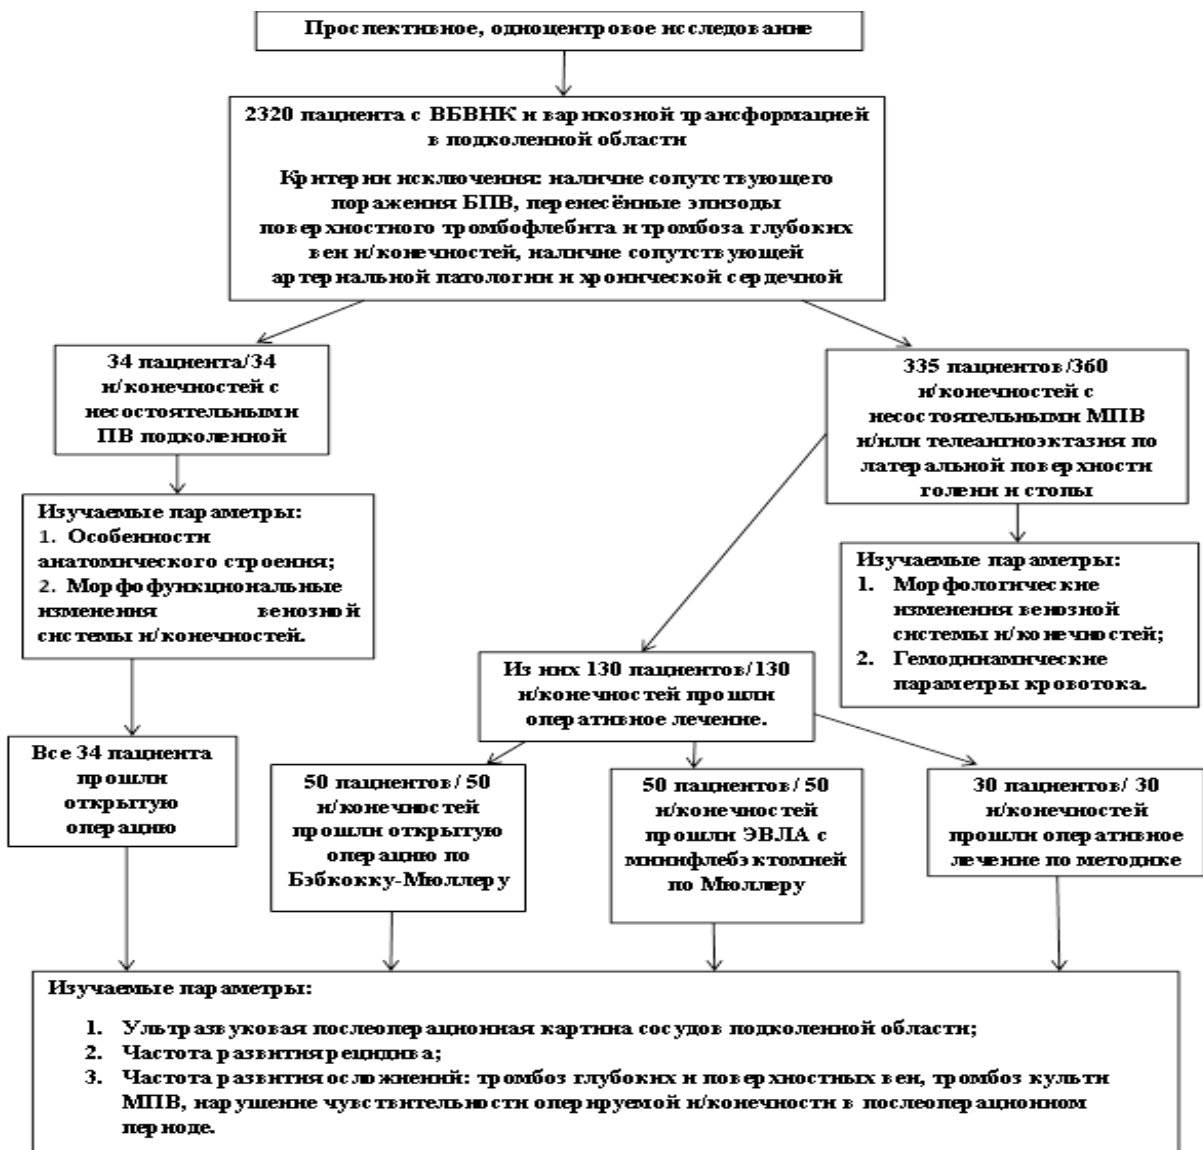 Проспективное, одноцентровое исследование
2320 пациента с ВБВНК и варикозной трансформацией
в подколенной области
Критерии исключения: наличие сопутствующего
поражения БПВ, перенесённые эпизоды
поверхностного тромбофлебита и тромбоза глубоких
вен н/конечностей, наличие сопутствующей
артериальной патологии и хронической сердечной
34 пациента/34
н/конечностей с
несостоятельными
ПВ подколенной
335 пациентов/360
н/конечностей с
несостоятельными МПВ
и/или телеангиоэктазия по
латеральной поверхности
голени и стопы
Изучаемые параметры:
1. Особенности
анатомического строения;
2. Морфофункциональные
изменения венозной
системы н/конечностей.
Изучаемые параметры:
1. Морфологические
изменения венозной
системы н/конечностей;
2. Гемодинамические
параметры кровотока.
Из них 130 пациентов/130
н/конечностей прошли
оперативное лечение.
Все 34 пациента
прошли
открытую
операцию
50 пациентов/ 50
н/конечностей
прошли открытую
операцию по
Бэбкокку-Мюллеру
50 пациентов/ 50
н/конечностей
прошли ЭВЛА с
минифлебэктомией
по Мюллеру
30 пациентов/ 30
н/конечностей
прошли оперативное
лечение по методике
Изучаемые параметры:
1. Ультразвуковая послеоперационная картина сосудов подколенной области;
2. Частота развития рецидива;
3. Частота развития осложнений: тромбоз глубоких и поверхностных вен, тромбоз культи
МПВ, нарушение чувствительности оперируемой н/конечности в послеоперационном
периоде.